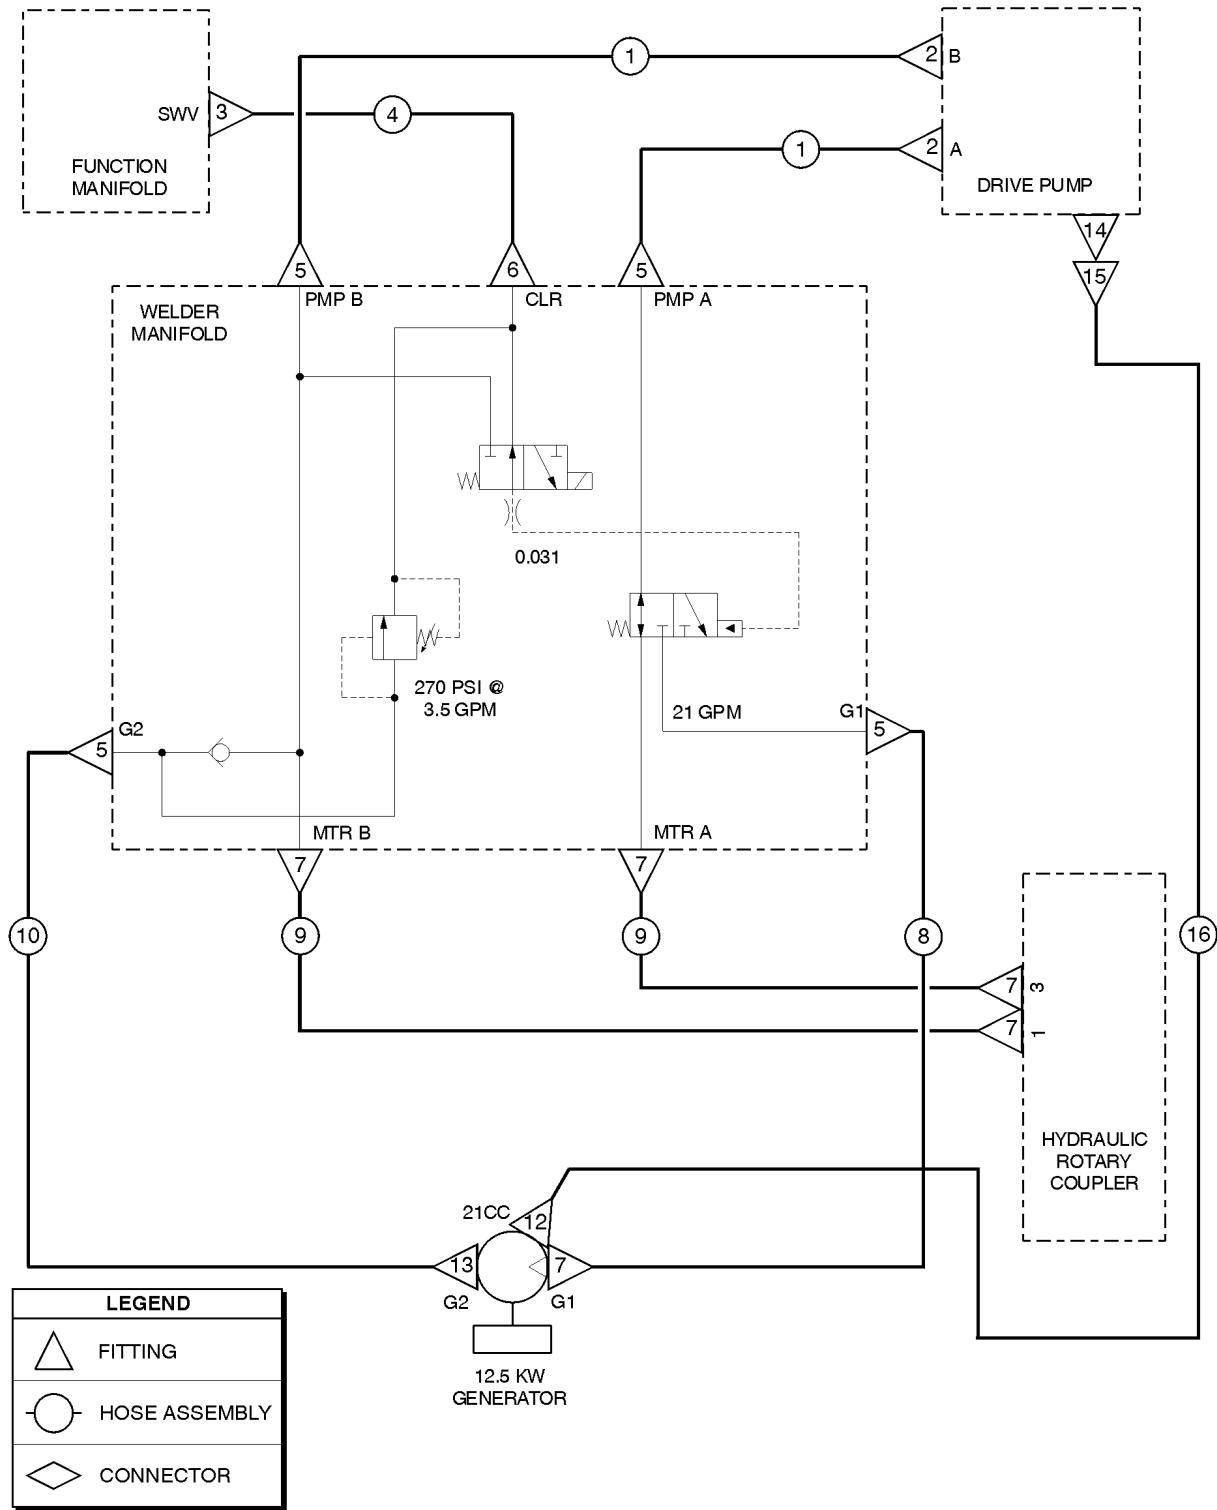 1
2
B
SWV
3
4
FUNCTION
MANIFOLD
1
2
A
DRIVE PUMP
14
15
5
6
5
PMP B
CLR
PMP A
WELDER
MANIFOLD
0.031
270 PSI @
3.5 GPM
21 GPM
G1
5
G2
5
MTR B
MTR A
7
7
10
9
9
8
16
7
3
7
1
HYDRAULIC
ROTARY
COUPLER
21CC
12
13
7
G2
G1
12.5 KW
GENERATOR
LEGEND
FITTING
HOSE ASSEMBLY
CONNECTOR